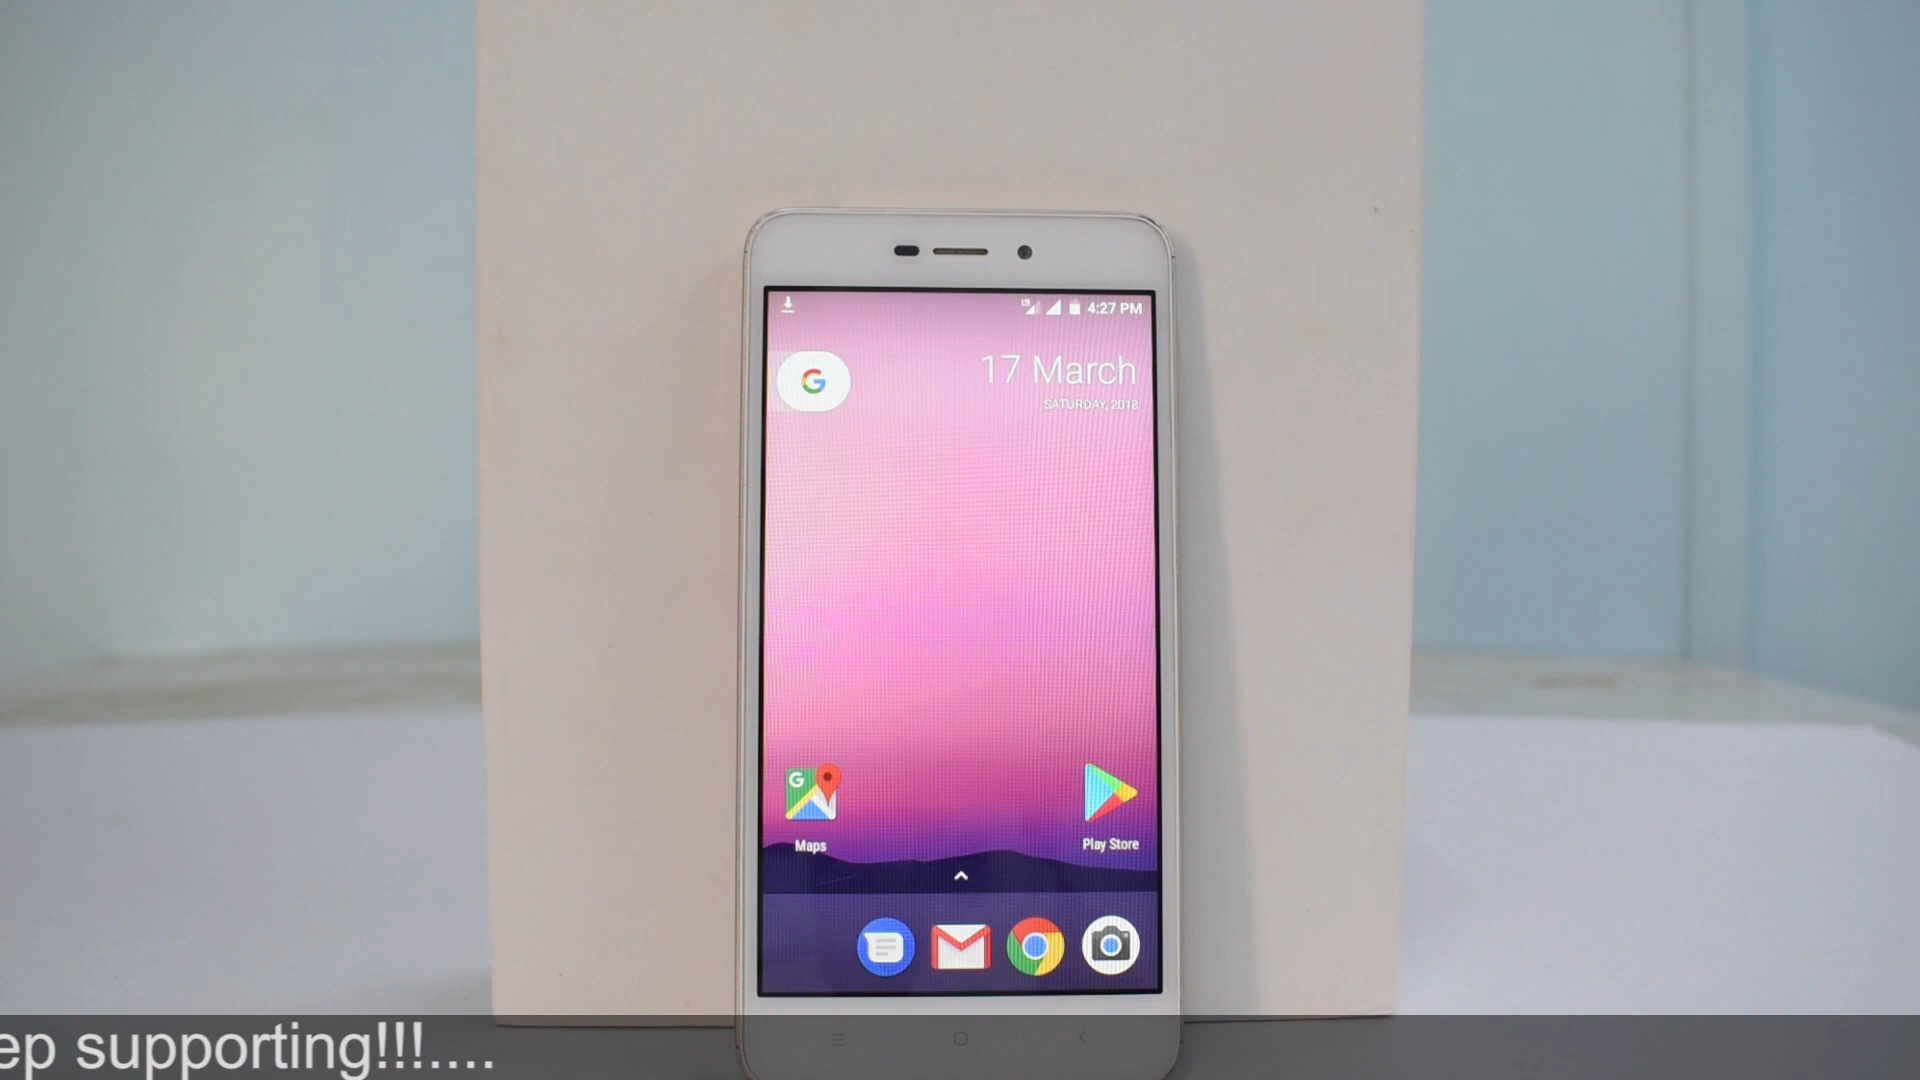 4:27 PM
G
17 March
SATURDAY, 2018
G
Maps
Play Store
ep supporting!!!....